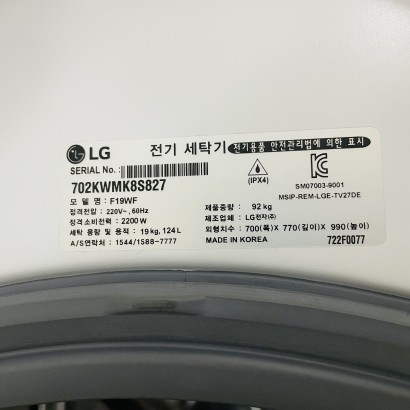 LG 전기 세탁기 전기용품 안전관리법에 의한 표시
SERIAL No.:
702KWMK8S827
모 델 명 : F19WF
정격전압 : 220V~, 60Hz
정격소비전력 : 2200 W
세탁 용량 및 용적 : 19 kg, 124 L
A/S연락처 : 1544/1588-7777
(IPX4)
SM07003-9001
MSIP-REM-LGE-TV27DE
제품중량 : 92 kg
제조업체 : LG전자(주)
외형치수 : 700(폭)X 770(깊이)X 990(높이)
MADE IN KOREA 722F0077